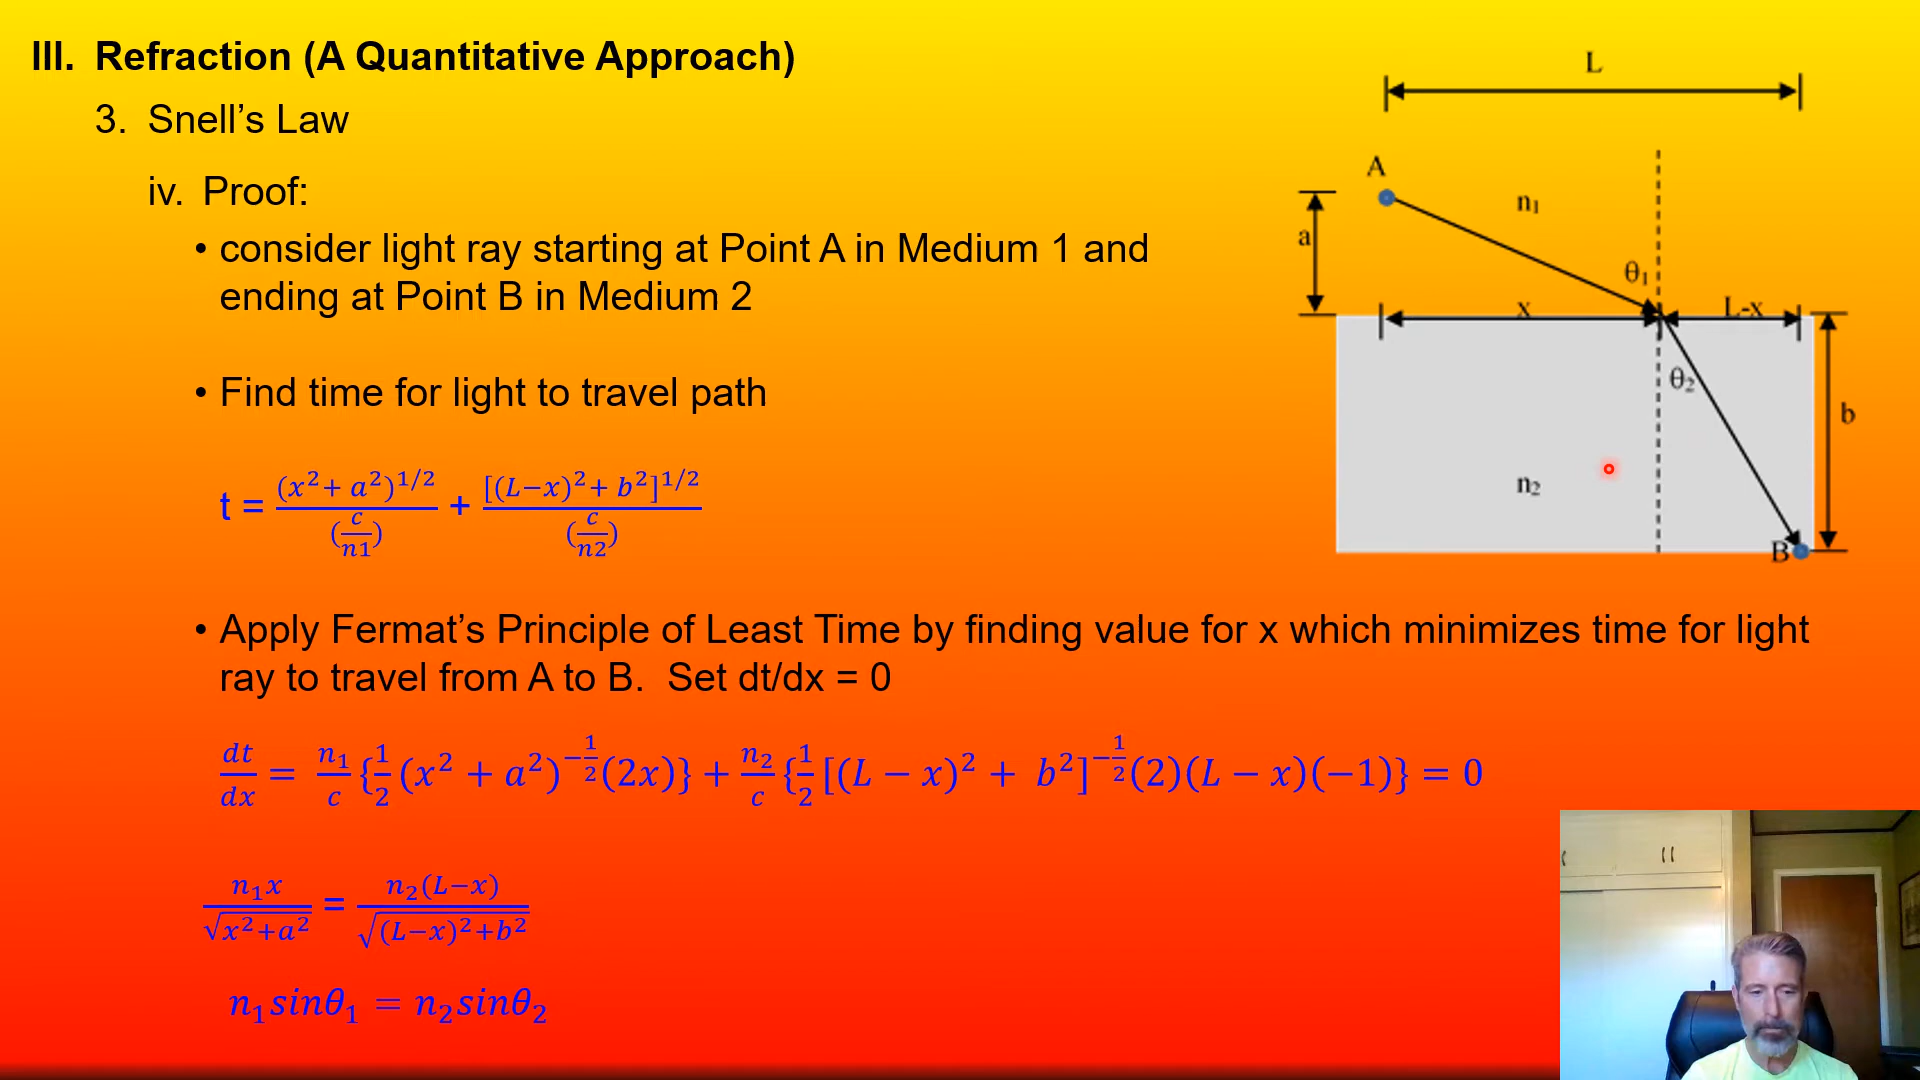 III. Refraction (A Quantitative Approach)
3. Snell’s Law
iv. Proof:
• consider light ray starting at Point A in Medium 1 and
ending at Point B in Medium 2
• Find time for light to travel path
t = (x²+ a²)^1/2 / (c/n1) + [(L−x)²+ b²]^1/2 / (c/n2)
• Apply Fermat’s Principle of Least Time by finding value for x which minimizes time for light
ray to travel from A to B. Set dt/dx = 0
dt/dx = n₁/c {1/2 (x² + a²)^−1/2 (2x)} + n₂/c {1/2 [(L − x)² + b²]^−1/2 (2)(L − x)(−1)} = 0
n₁x / √(x²+a²) = n₂(L−x) / √((L−x)²+b²)
n₁sinθ₁ = n₂sinθ₂
L
A
n₁
a
θ₁
x
L-x
θ₂
b
n₂
B